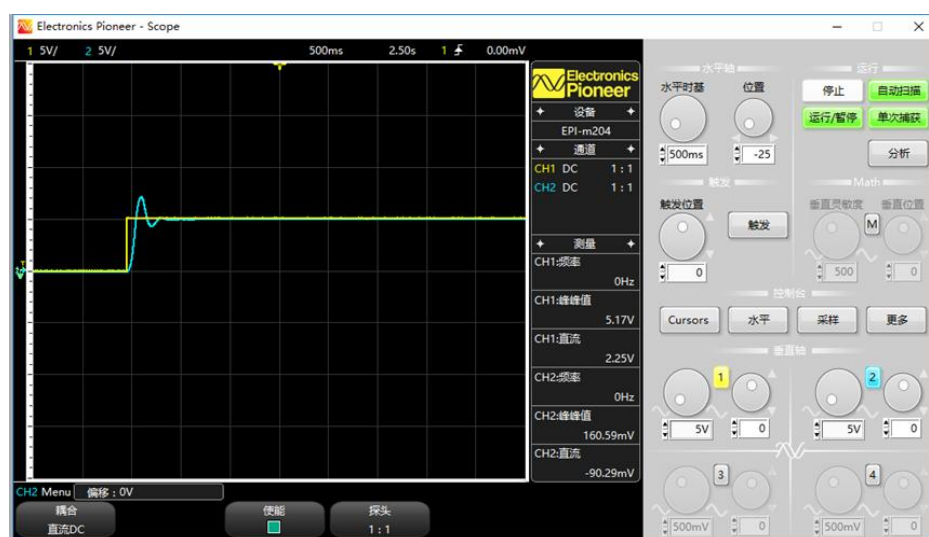 Electronics Pioneer - Scope
1 5V/ 2 5V/ 500ms 2.50s 1 0.00mV
Electronics
Pioneer
设备
EPI-m204
通道
CH1 DC 1:1
CH2 DC 1:1
测量
CH1:频率
0Hz
CH1:峰峰值
5.17V
CH1:直流
2.25V
CH2:频率
0Hz
CH2:峰峰值
160.59mV
CH2:直流
-90.29mV
CH2 Menu 偏移:0V
耦合
直流DC
使能
探头
1:1
水平轴
水平时基 位置
500ms -25
运行
停止 自动扫描
运行/暂停 单次捕获
分析
触发
触发位置
触发
0
Math
垂直灵敏度 垂直位置
M
500 0
控制台
Cursors 水平 采样 更多
垂直轴
1 2
5V 0 5V 0
3 4
500mV 0 500mV 0